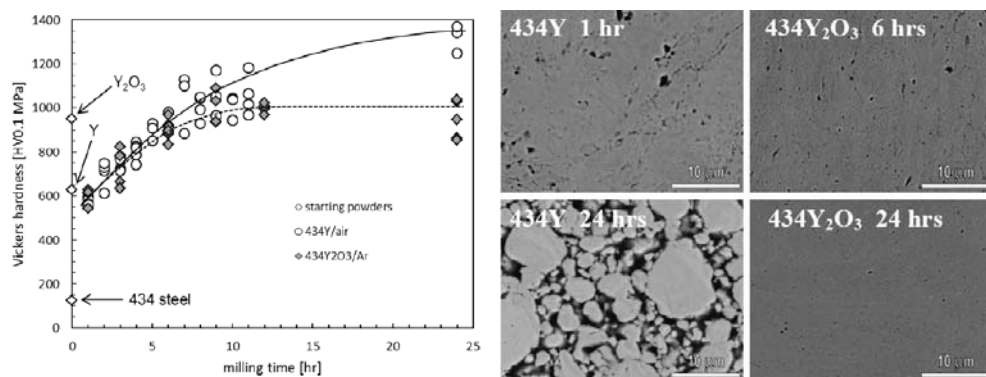 1400
1200
1000
800
600
400
200
0
Vickers hardness [HV0.1 MPa]
Y₂O₃
Y
434 steel
◇ starting powders
○ 434Y/air
◆ 434Y2O3/Ar
0 5 10 15 20 25
milling time [hr]
434Y 1 hr
10 μm
434Y₂O₃ 6 hrs
10 μm
434Y 24 hrs
10 μm
434Y₂O₃ 24 hrs
10 μm